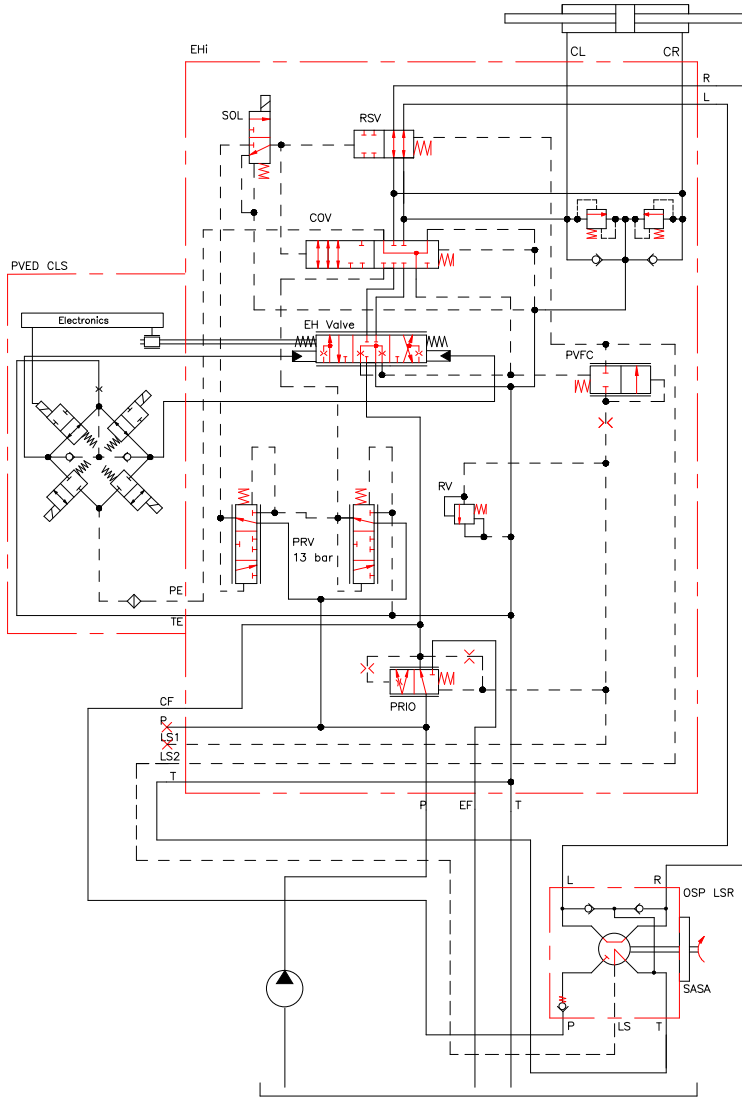 CL CR
EHi
R
L
SOL
RSV
COV
PVED CLS
Electronics
EH Valve
PVFC
RV
PRV
13 bar
PE
TE
CF
PRIO
P
LS1
LS2
T
P EF T
L R
OSP LSR
SASA
P LS T